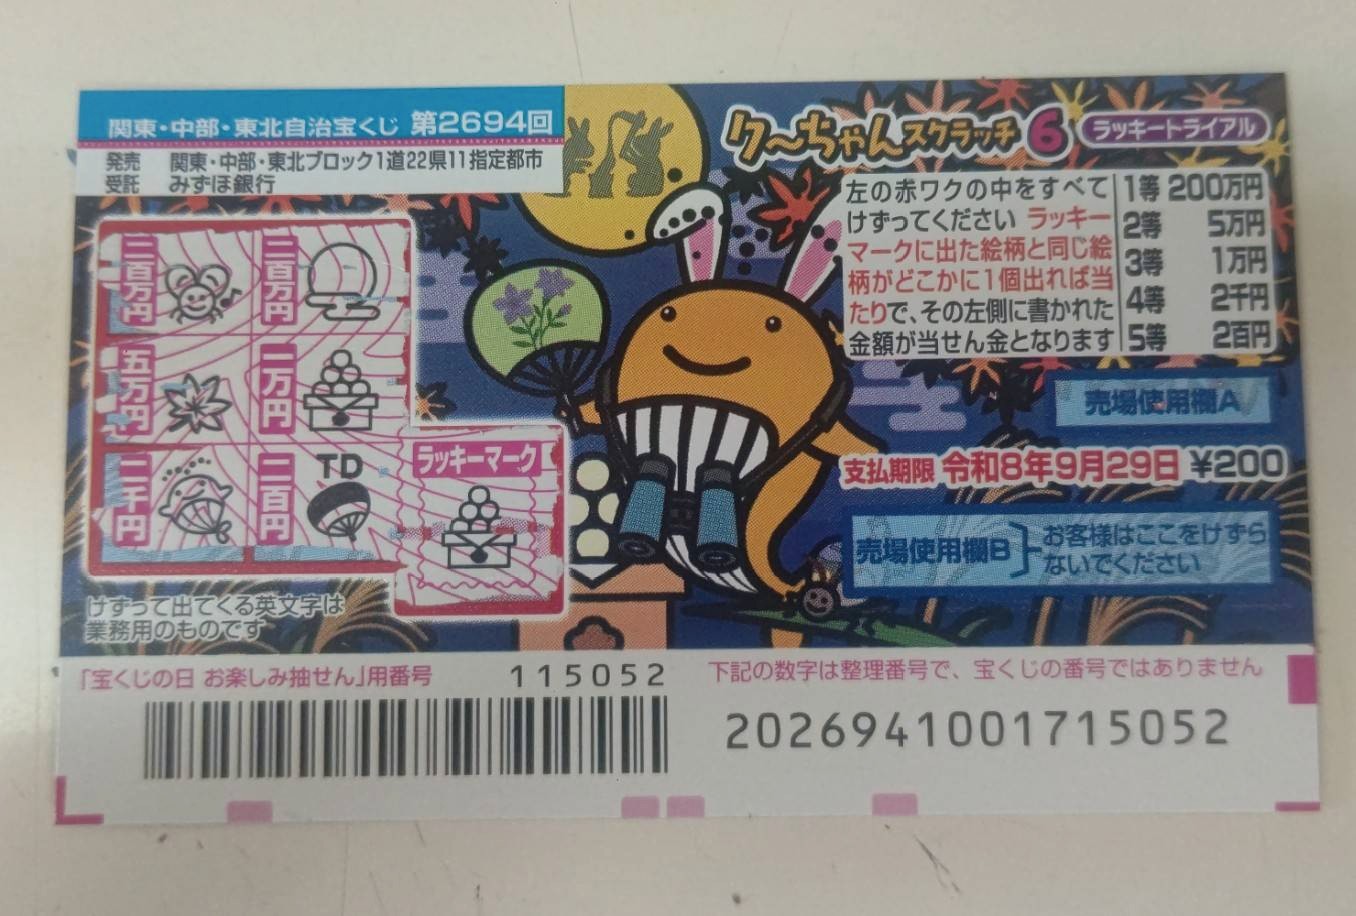 関東・中部・東北自治宝くじ 第2694回
発売 関東・中部・東北ブロック1道22県11指定都市
受託 みずほ銀行
ク〜ちゃんスクラッチ6 ラッキートライアル
左の赤ワクの中をすべて
けずってください ラッキー
マークに出た絵柄と同じ絵
柄がどこかに1個出れば当
たりで、その左側に書かれた
金額が当せん金となります
1等 200万円
2等 5万円
3等 1万円
4等 2千円
5等 2百円
二百万円
二百万円
五万円
一万円
二千円
二百円
TD
ラッキーマーク
売場使用欄A
支払期限 令和8年9月29日 ¥200
売場使用欄B
お客様はここをけずら
ないでください
けずって出てくる英文字は
業務用のものです
「宝くじの日 お楽しみ抽せん」用番号 115052
下記の数字は整理番号で、宝くじの番号ではありません
20269410017150​52